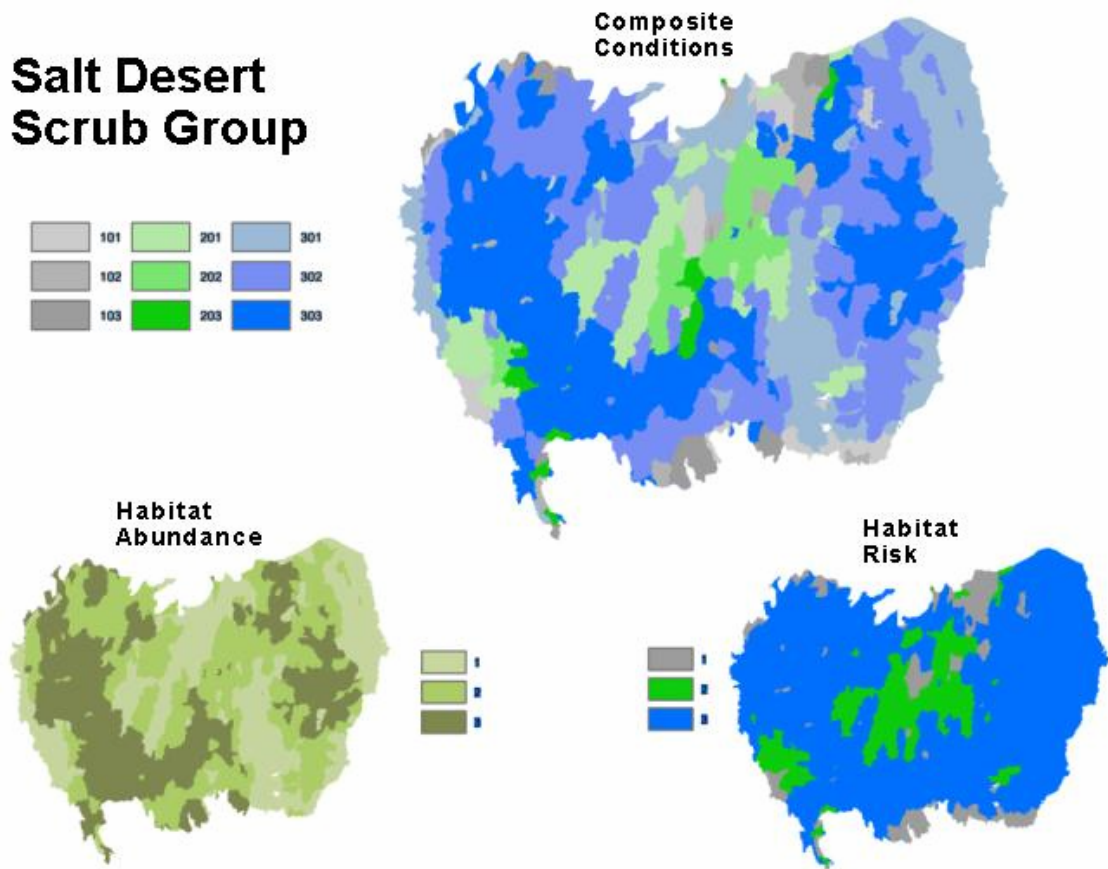 Composite
Conditions
Salt Desert
Scrub Group
101 201 301
102 202 302
103 203 303
Habitat
Abundance
Habitat
Risk
1
2
3
1
2
3